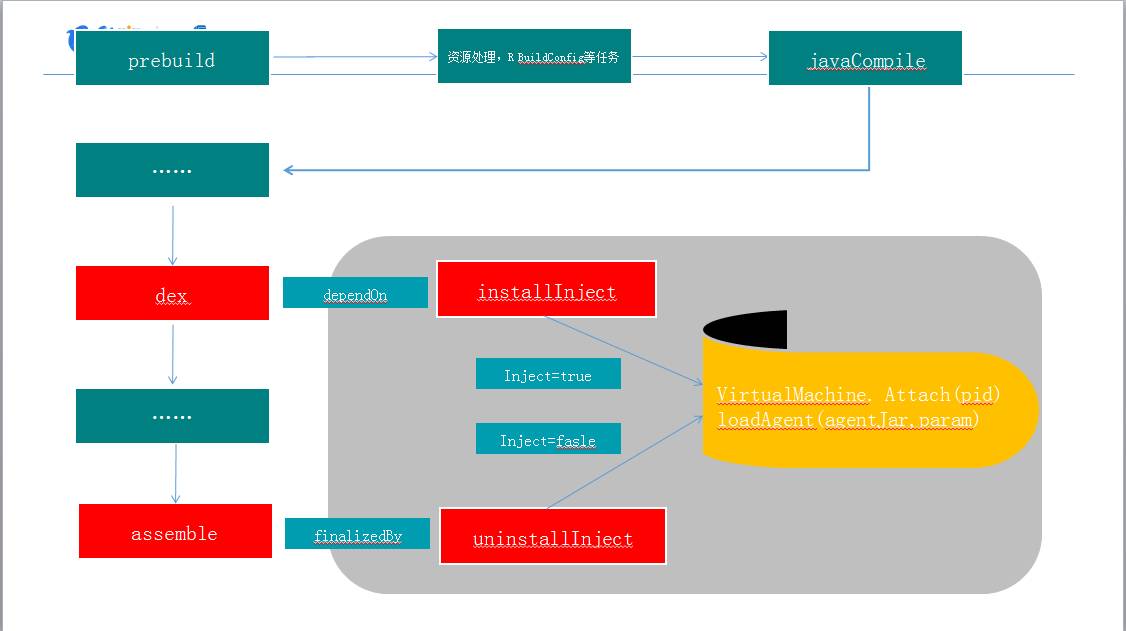 prebuild
资源处理，R BuildConfig等任务
javaCompile
……
dex
dependOn
installInject
Inject=true
VirtualMachine. Attach(pid)
loadAgent(agentJar,param)
……
Inject=fasle
assemble
finalizedBy
uninstallInject